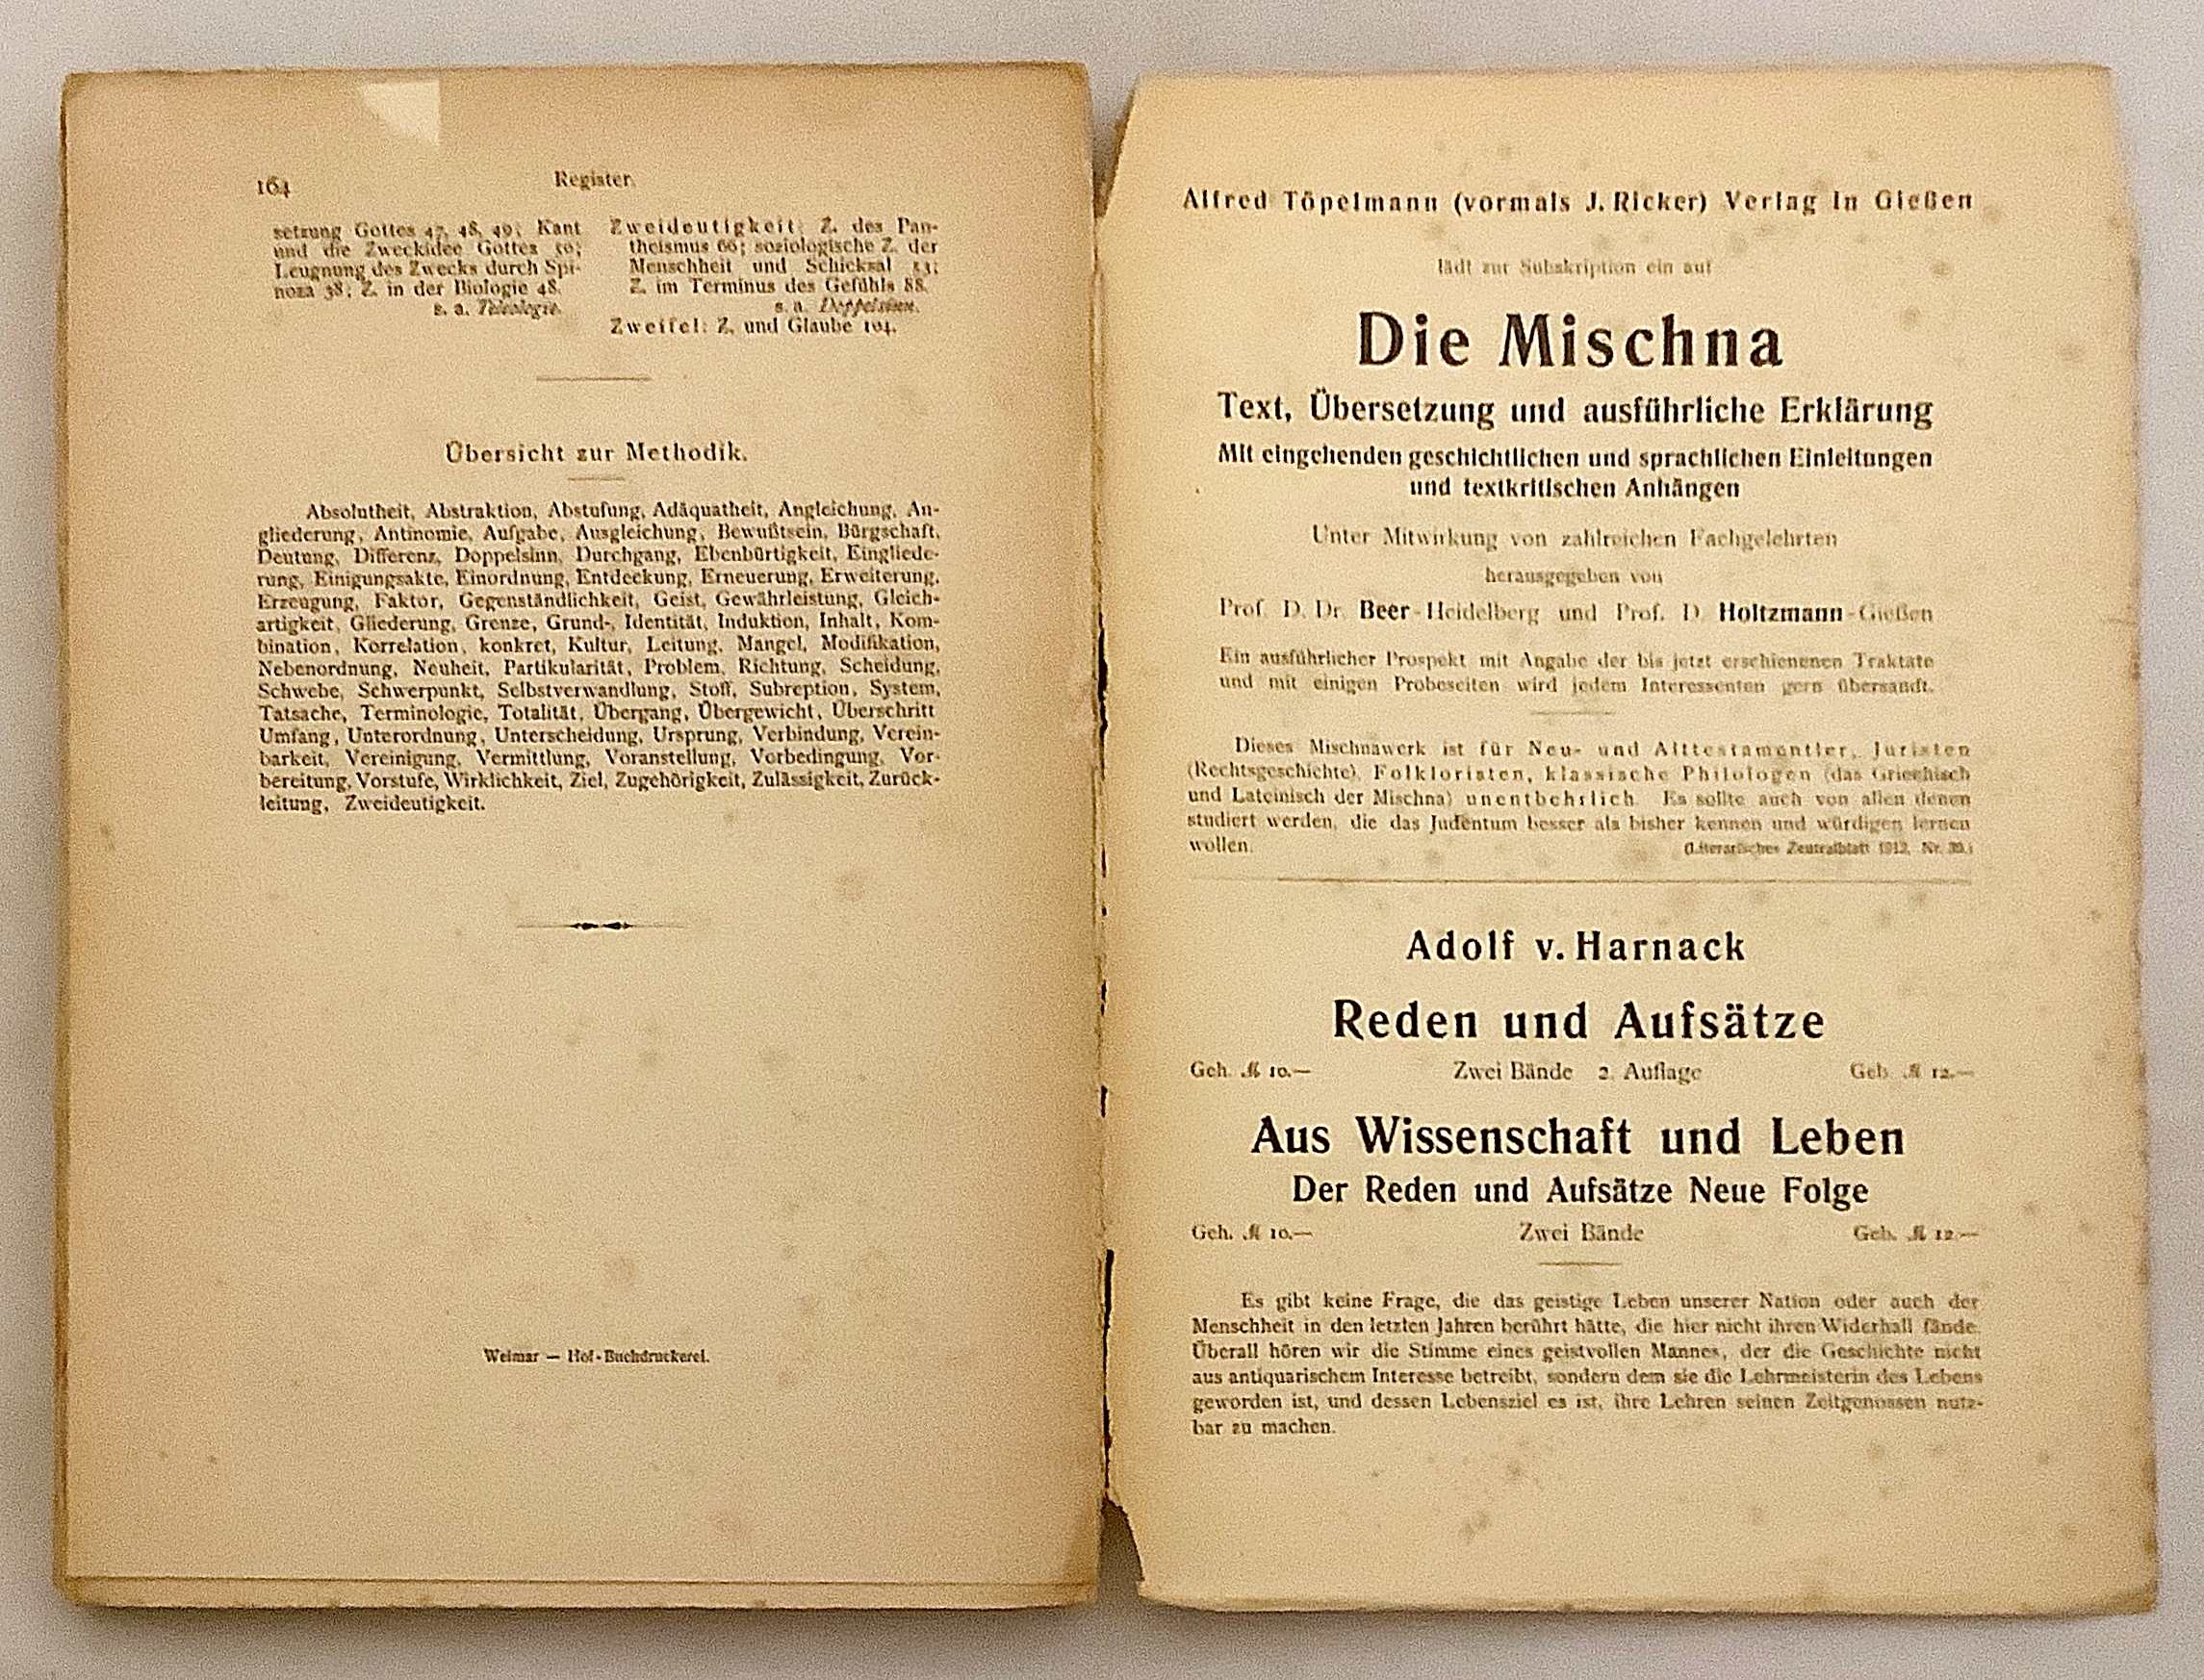 164
Register.
setzung Gottes 47, 48, 49; Kant
und die Zweckidee Gottes 50;
Leugnung des Zwecks durch Spi-
noza 38; Z. in der Biologie 48.
s. a. Teleologie.
Zweideutigkeit: Z. des Pan-
theismus 66; soziologische Z. der
Menschheit und Schicksal 53;
Z. im Terminus des Gefühls 88.
s. a. Doppelsinn.
Zweifel: Z. und Glaube 104.
Übersicht zur Methodik.
Absolutheit, Abstraktion, Abstufung, Adäquatheit, Angleichung, An-
gliederung, Antinomie, Aufgabe, Ausgleichung, Bewußtsein, Bürgschaft,
Deutung, Differenz, Doppelsinn, Durchgang, Ebenbürtigkeit, Eingliede-
rung, Einigungsakte, Einordnung, Entdeckung, Erneuerung, Erweiterung,
Erzeugung, Faktor, Gegenständlichkeit, Geist, Gewährleistung, Gleich-
artigkeit, Gliederung, Grenze, Grund-, Identität, Induktion, Inhalt, Kom-
bination, Korrelation, konkret, Kultur, Leitung, Mangel, Modifikation,
Nebenordnung, Neuheit, Partikularität, Problem, Richtung, Scheidung,
Schwebe, Schwerpunkt, Selbstverwandlung, Stoff, Subreption, System,
Tatsache, Terminologie, Totalität, Übergang, Übergewicht, Überschritt
Umfang, Unterordnung, Unterscheidung, Ursprung, Verbindung, Verein-
barkeit, Vereinigung, Vermittlung, Voranstellung, Vorbedingung, Vor-
bereitung, Vorstufe, Wirklichkeit, Ziel, Zugehörigkeit, Zulässigkeit, Zurück-
leitung, Zweideutigkeit.
Weimar — Hof-Buchdruckerei.
Alfred Töpelmann (vormals J. Ricker) Verlag in Gießen
lädt zur Subskription ein auf
Die Mischna
Text, Übersetzung und ausführliche Erklärung
Mit eingehenden geschichtlichen und sprachlichen Einleitungen
und textkritischen Anhängen
Unter Mitwirkung von zahlreichen Fachgelehrten
herausgegeben von
Prof. D. Dr. Beer-Heidelberg und Prof. D. Holtzmann-Gießen
Ein ausführlicher Prospekt mit Angabe der bis jetzt erschienenen Traktate
und mit einigen Probeseiten wird jedem Interessenten gern übersandt.
Dieses Mischnawerk ist für Neu- und Alttestamentler, Juristen
(Rechtsgeschichte), Folkloristen, klassische Philologen (das Griechisch
und Lateinisch der Mischna) unentbehrlich. Es sollte auch von allen denen
studiert werden, die das Judentum besser als bisher kennen und würdigen lernen
wollen.
(Literarisches Zentralblatt 1912, Nr. 39.)
Adolf v. Harnack
Reden und Aufsätze
Geh. ℳ 10.— Zwei Bände 2. Auflage Geb. ℳ 12.—
Aus Wissenschaft und Leben
Der Reden und Aufsätze Neue Folge
Geh. ℳ 10.— Zwei Bände Geb. ℳ 12.—
Es gibt keine Frage, die das geistige Leben unserer Nation oder auch der
Menschheit in den letzten Jahren berührt hätte, die hier nicht ihren Widerhall fände.
Überall hören wir die Stimme eines geistvollen Mannes, der die Geschichte nicht
aus antiquarischem Interesse betreibt, sondern dem sie die Lehrmeisterin des Lebens
geworden ist, und dessen Lebensziel es ist, ihre Lehren seinen Zeitgenossen nutz-
bar zu machen.